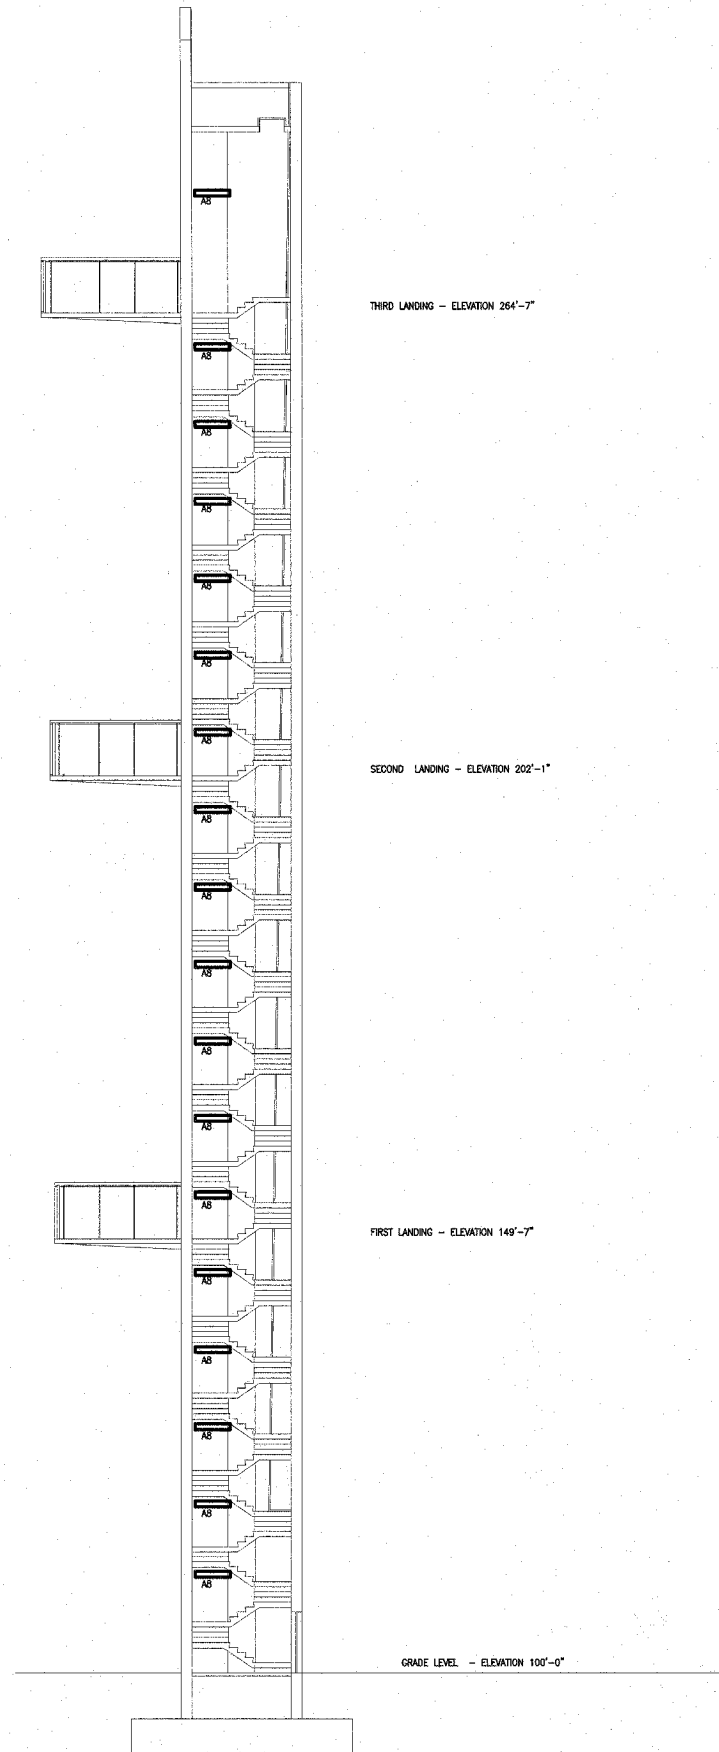 A8
THIRD LANDING - ELEVATION 264'-7"
A8
A8
A8
A8
A8
A8
SECOND LANDING - ELEVATION 202'-1"
A8
A8
A8
A8
A8
A8
FIRST LANDING - ELEVATION 149'-7"
A8
A8
A8
A8
A8
GRADE LEVEL - ELEVATION 100'-0"